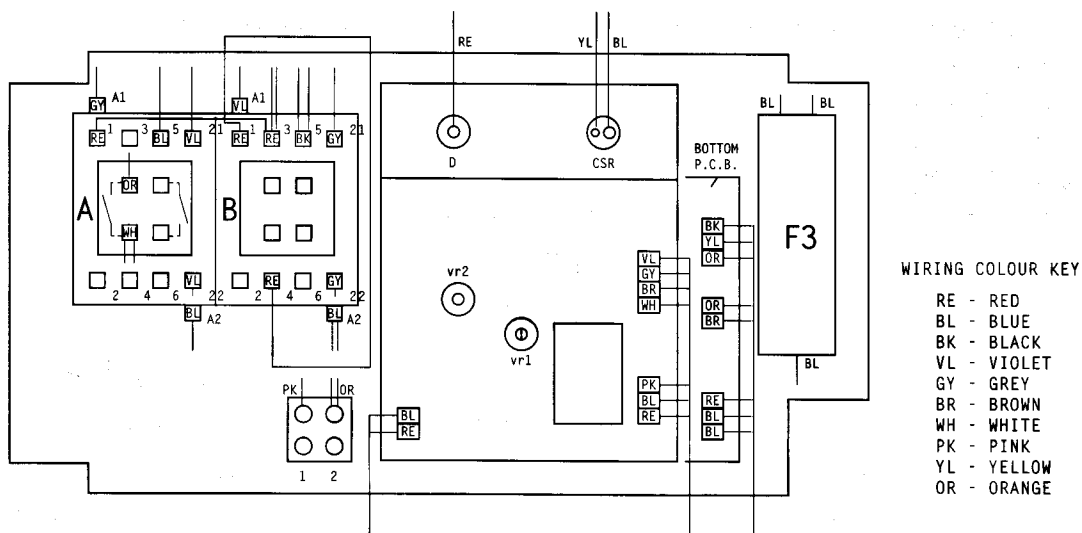 RE
YL BL
GY A1
VL A1
BL BL
RE 1 3 BL 5 VL 21 RE 1 RE 3 BK 5 GY 21
D
CSR
BOTTOM
P.C.B.
OR
A
WH
B
F3
BK
YL
OR
VL
GY
BR
WH
OR
BR
vr2
vr1
2 4 6 VL 22 2 RE 4 6 GY 22
BL A2
BL A2
BL
PK OR
1 2
BL
RE
PK
BL
RE
RE
BL
BL
WIRING COLOUR KEY
RE - RED
BL - BLUE
BK - BLACK
VL - VIOLET
GY - GREY
BR - BROWN
WH - WHITE
PK - PINK
YL - YELLOW
OR - ORANGE